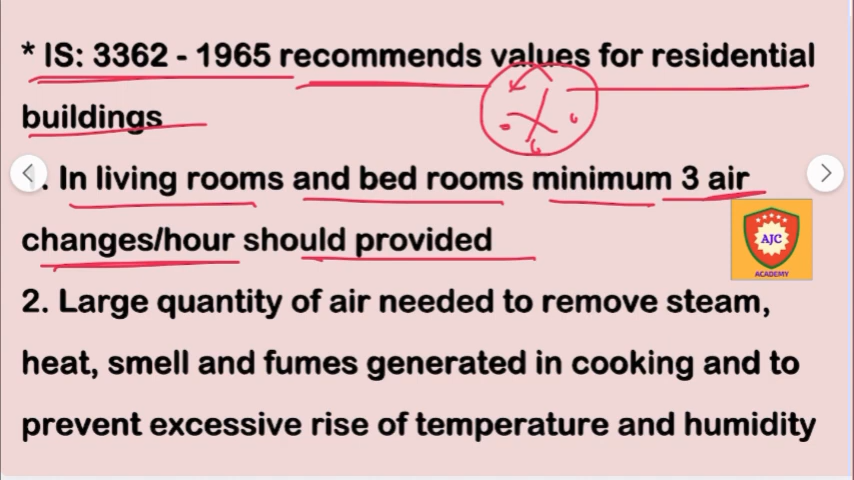 * IS: 3362 - 1965 recommends values for residential
buildings
1. In living rooms and bed rooms minimum 3 air
changes/hour should provided
AJC
ACADEMY
2. Large quantity of air needed to remove steam,
heat, smell and fumes generated in cooking and to
prevent excessive rise of temperature and humidity